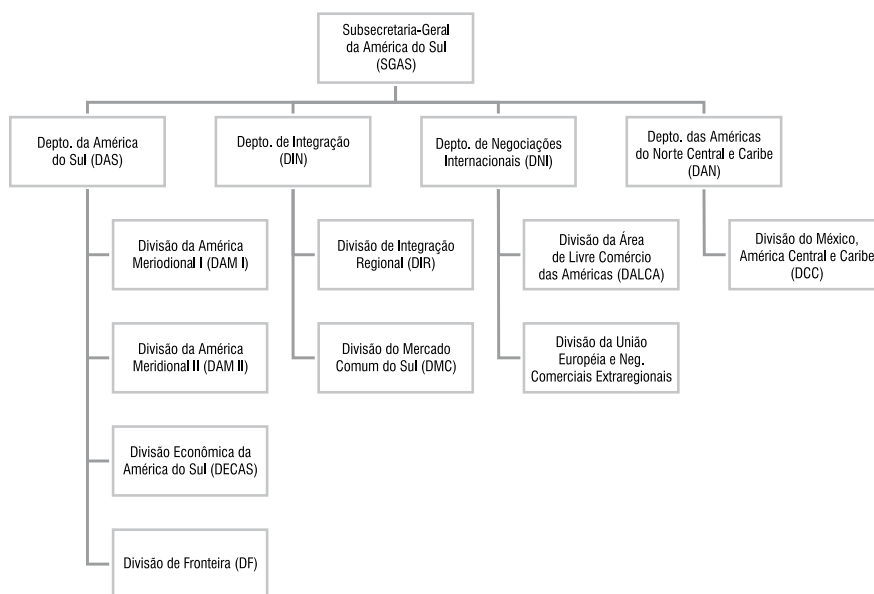 Subsecretaria-Geral
da América do Sul
(SGAS)
Depto. da América
do Sul (DAS)
Depto. de Integração
(DIN)
Depto. de Negociações
Internacionais (DNI)
Depto. das Américas
do Norte Central e Caribe
(DAN)
Divisão da América
Meriodional I (DAM I)
Divisão de Integração
Regional (DIR)
Divisão da Área
de Livre Comércio
das Américas (DALCA)
Divisão do México,
América Central e Caribe
(DCC)
Divisão da América
Meridional II (DAM II)
Divisão do Mercado
Comum do Sul (DMC)
Divisão da União
Européia e Neg.
Comerciais Extraregionais
Divisão Econômica da
América do Sul (DECAS)
Divisão de Fronteira (DF)